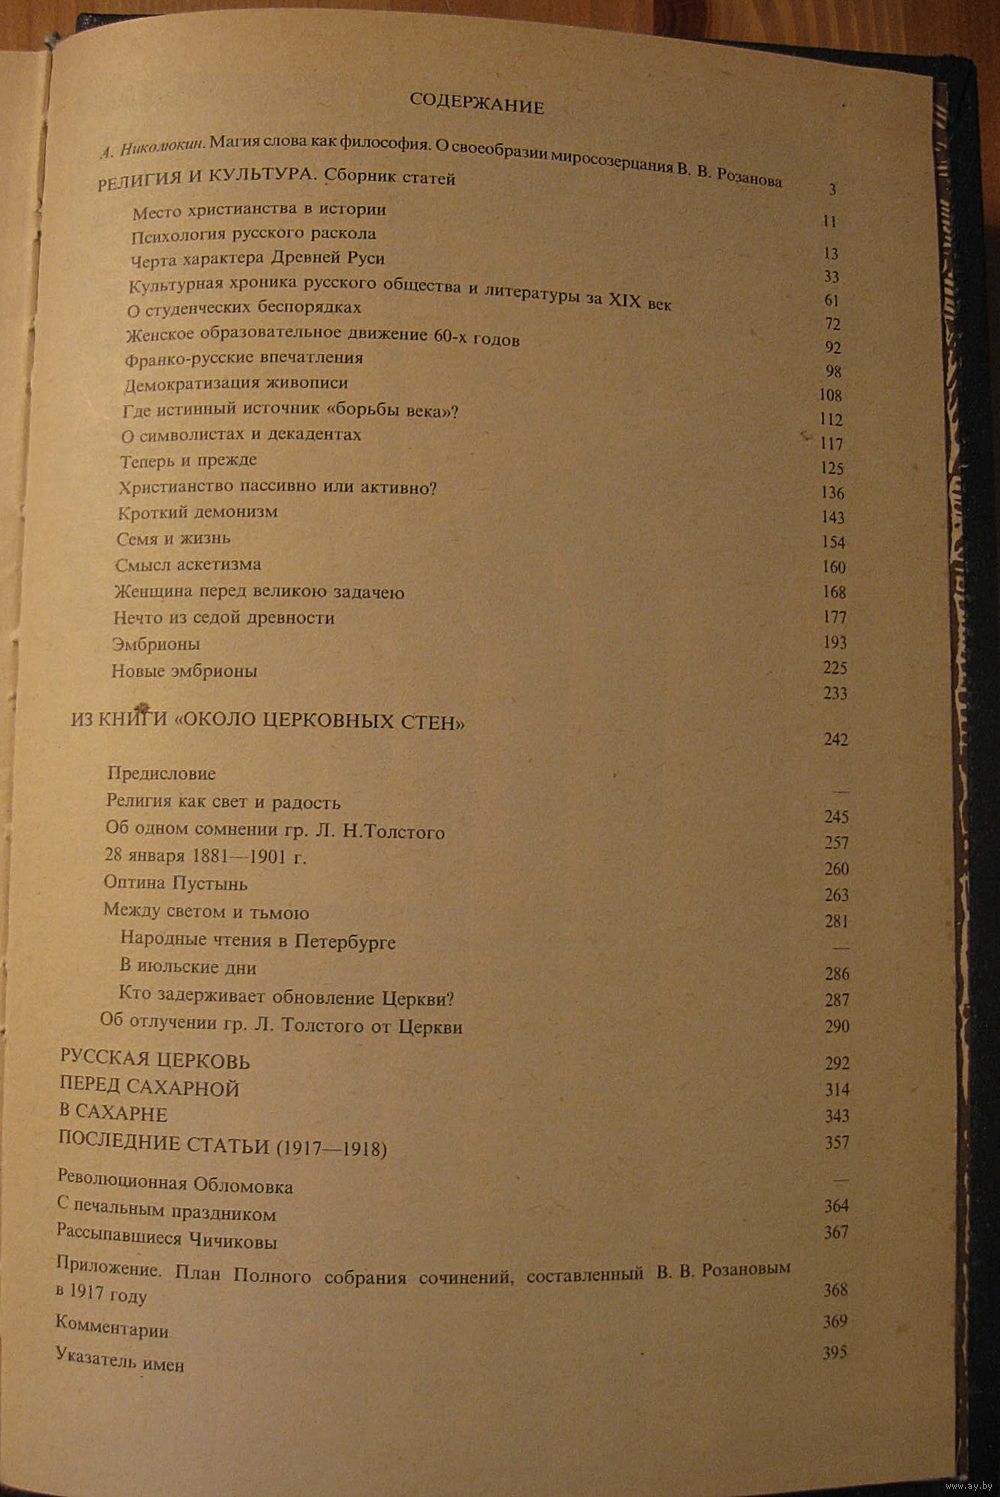 СОДЕРЖАНИЕ
А. Николюкин. Магия слова как философия. О своеобразии миросозерцания В. В. Розанова 3
РЕЛИГИЯ И КУЛЬТУРА. Сборник статей 11
Место христианства в истории 13
Психология русского раскола 33
Черта характера Древней Руси 61
Культурная хроника русского общества и литературы за XIX век 72
О студенческих беспорядках 92
Женское образовательное движение 60-х годов 98
Франко-русские впечатления 108
Демократизация живописи 112
Где истинный источник «борьбы века»? 117
О символистах и декадентах 125
Теперь и прежде 136
Христианство пассивно или активно? 143
Кроткий демонизм 154
Семя и жизнь 160
Смысл аскетизма 168
Женщина перед великою задачею 177
Нечто из седой древности 193
Эмбрионы 225
Новые эмбрионы 233
ИЗ КНИГИ «ОКОЛО ЦЕРКОВНЫХ СТЕН» 242
Предисловие —
Религия как свет и радость 245
Об одном сомнении гр. Л. Н.Толстого 257
28 января 1881—1901 г. 260
Оптина Пустынь 263
Между светом и тьмою 281
Народные чтения в Петербурге —
В июльские дни 286
Кто задерживает обновление Церкви? 287
Об отлучении гр. Л. Толстого от Церкви 290
РУССКАЯ ЦЕРКОВЬ 292
ПЕРЕД САХАРНОЙ 314
В САХАРНЕ 343
ПОСЛЕДНИЕ СТАТЬИ (1917—1918) 357
Революционная Обломовка —
С печальным праздником 364
Рассыпавшиеся Чичиковы 367
Приложение. План Полного собрания сочинений, составленный В. В. Розановым
в 1917 году 368
Комментарии 369
Указатель имен 395
www.ay.by